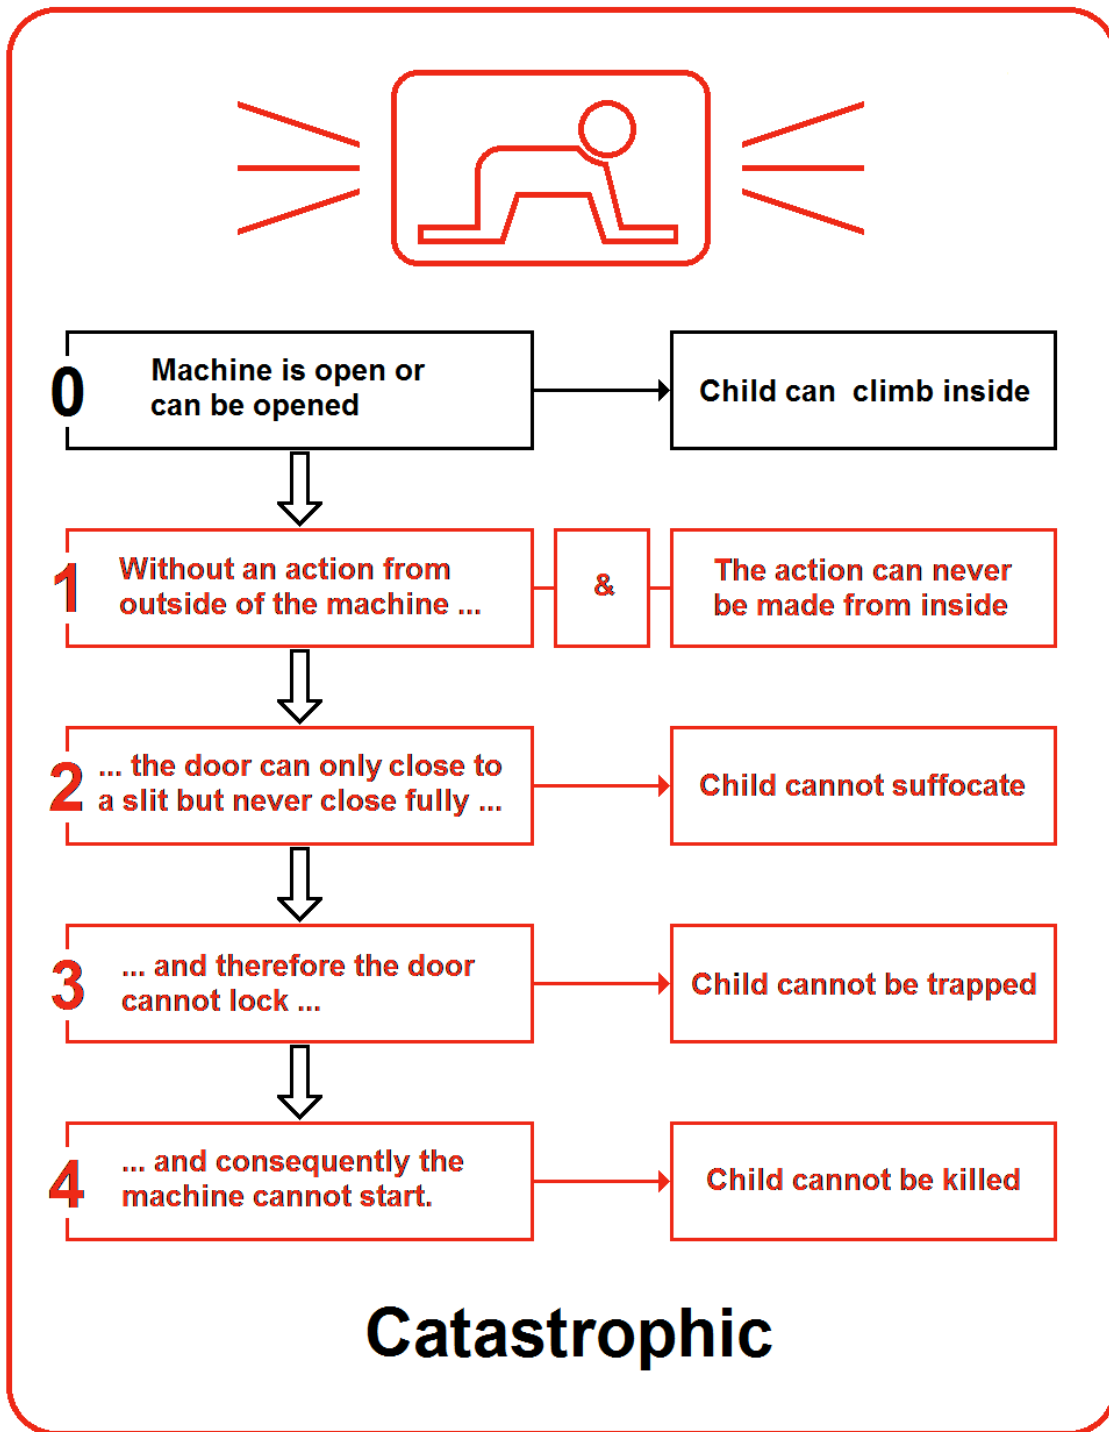 0
Machine is open or
can be opened
Child can climb inside
1
Without an action from
outside of the machine ...
&
The action can never
be made from inside
2
... the door can only close to
a slit but never close fully ...
Child cannot suffocate
3
... and therefore the door
cannot lock ...
Child cannot be trapped
4
... and consequently the
machine cannot start.
Child cannot be killed
Catastrophic